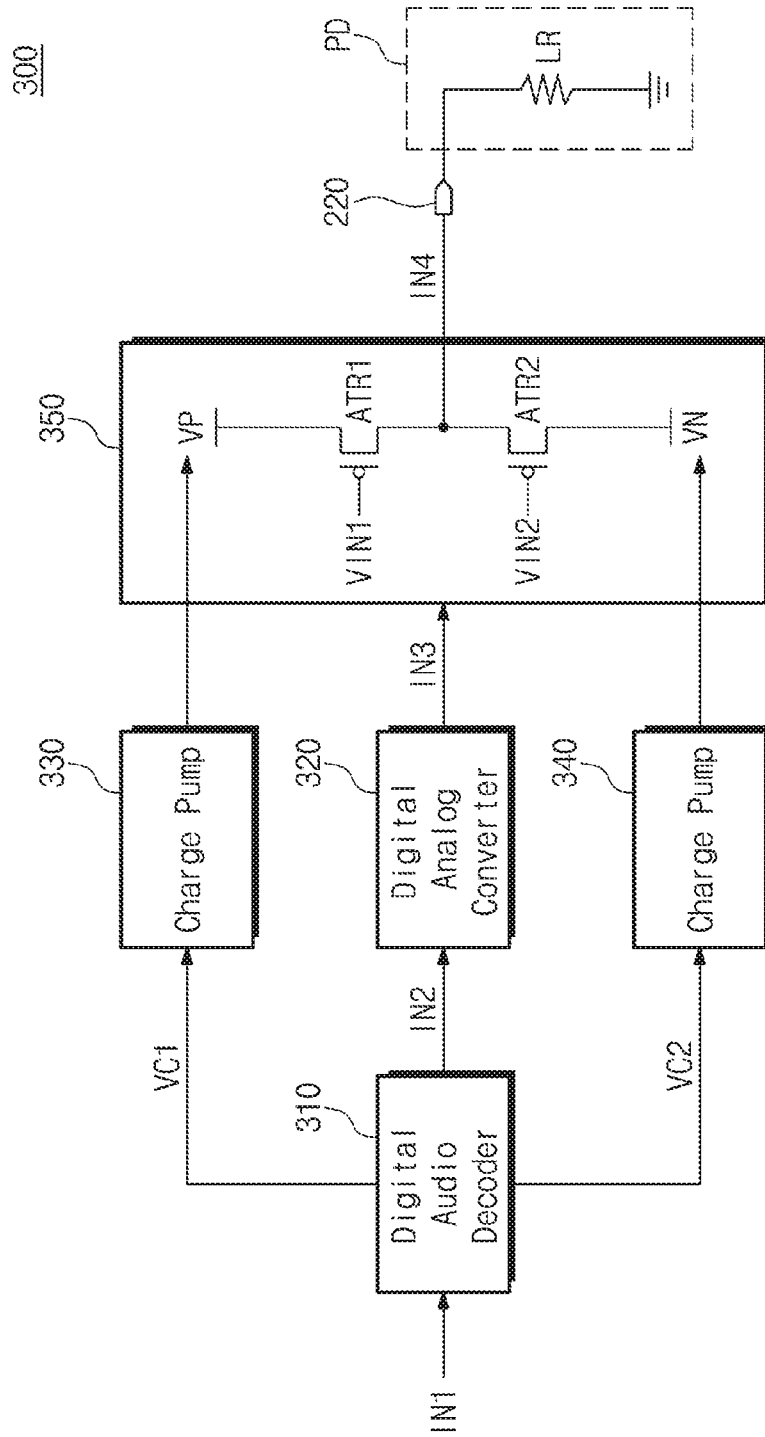 300
330
Charge Pump
VC1
310
Digital
Audio
Decoder
IN1
IN2
320
Digital
Analog
Converter
IN3
340
Charge Pump
VC2
350
VP
ATR1
VIN1
ATR2
VIN2
VN
IN4
220
PD
LR